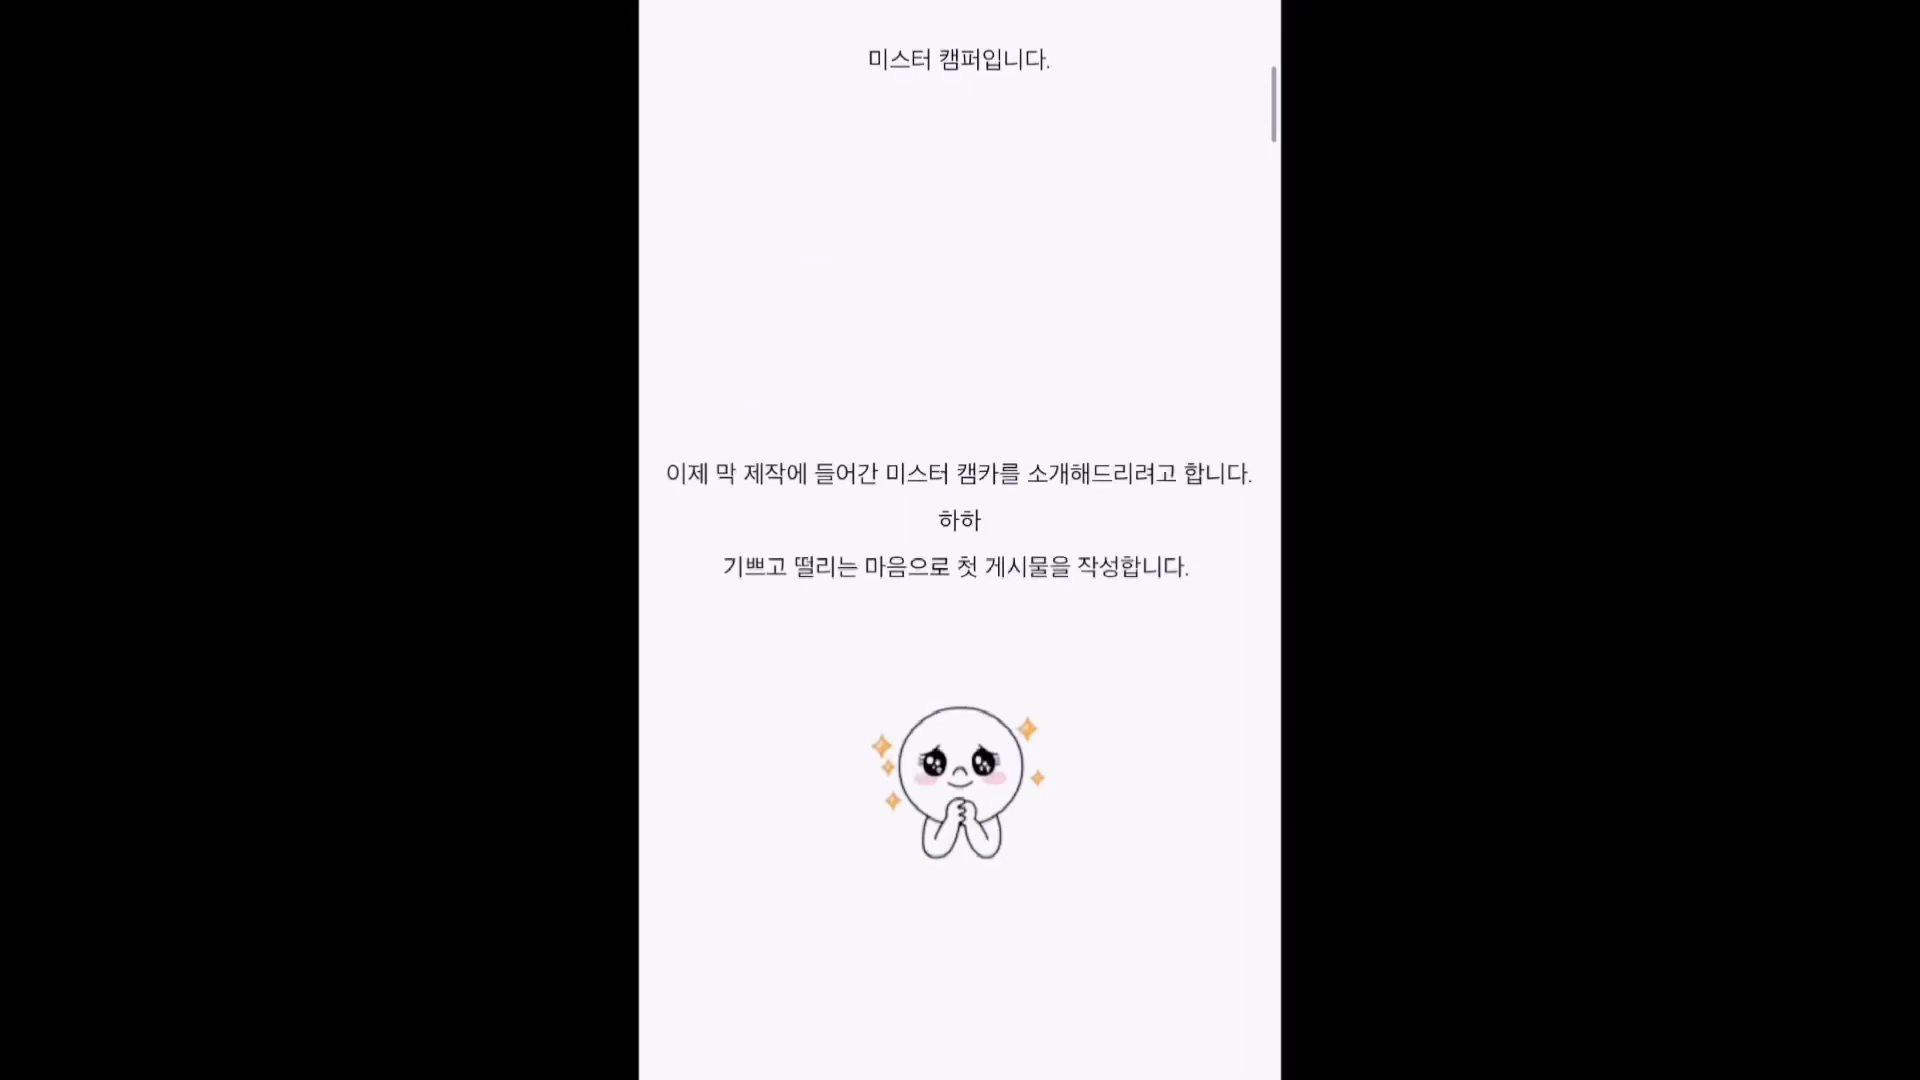 미스터 캠퍼입니다.
이제 막 제작에 들어간 미스터 캠카를 소개해드리려고 합니다.
하하
기쁘고 떨리는 마음으로 첫 게시물을 작성합니다.